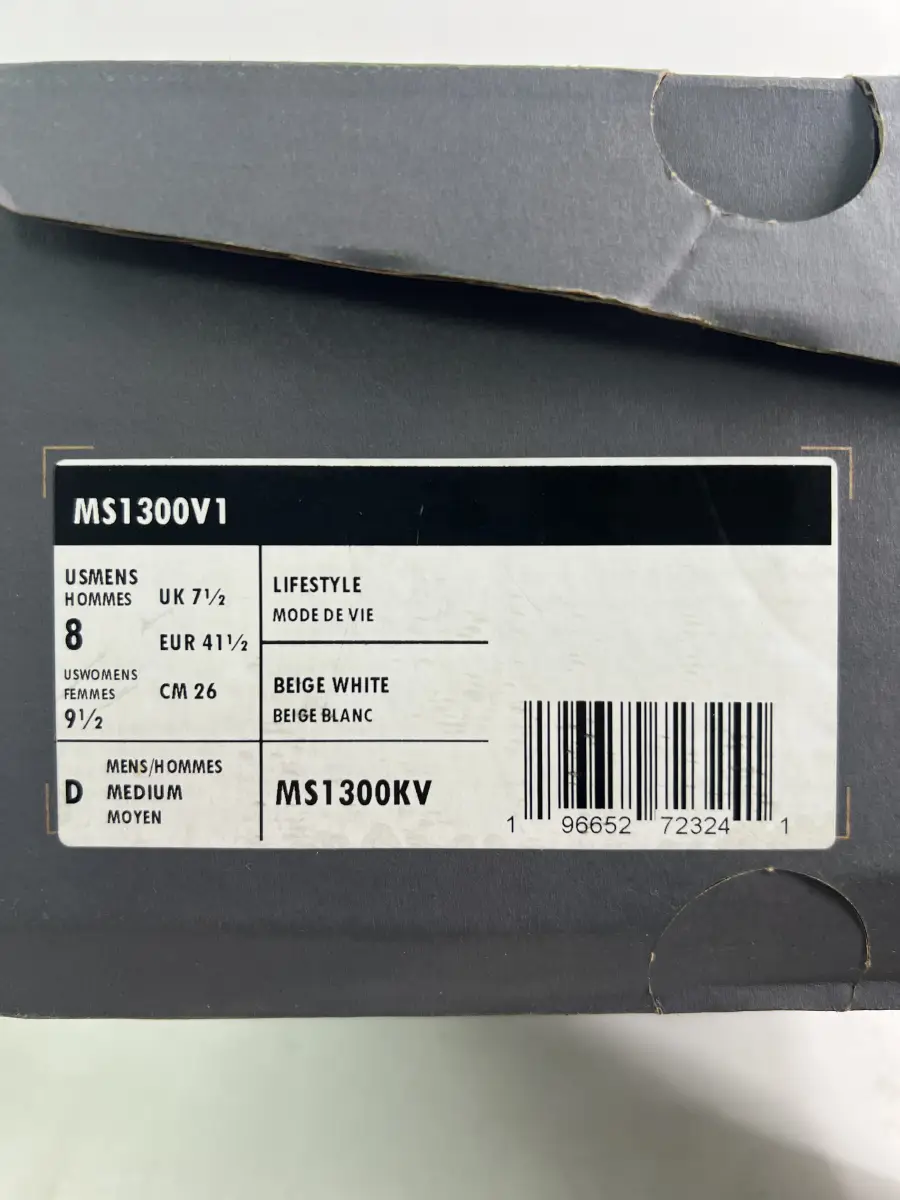 MS1300V1
USMENS
HOMMES
8
UK 7½
EUR 41½
USWOMENS
FEMMES
9½
CM 26
LIFESTYLE
MODE DE VIE
BEIGE WHITE
BEIGE BLANC
D
MENS/HOMMES
MEDIUM
MOYEN
MS1300KV
1 96652 72324 1